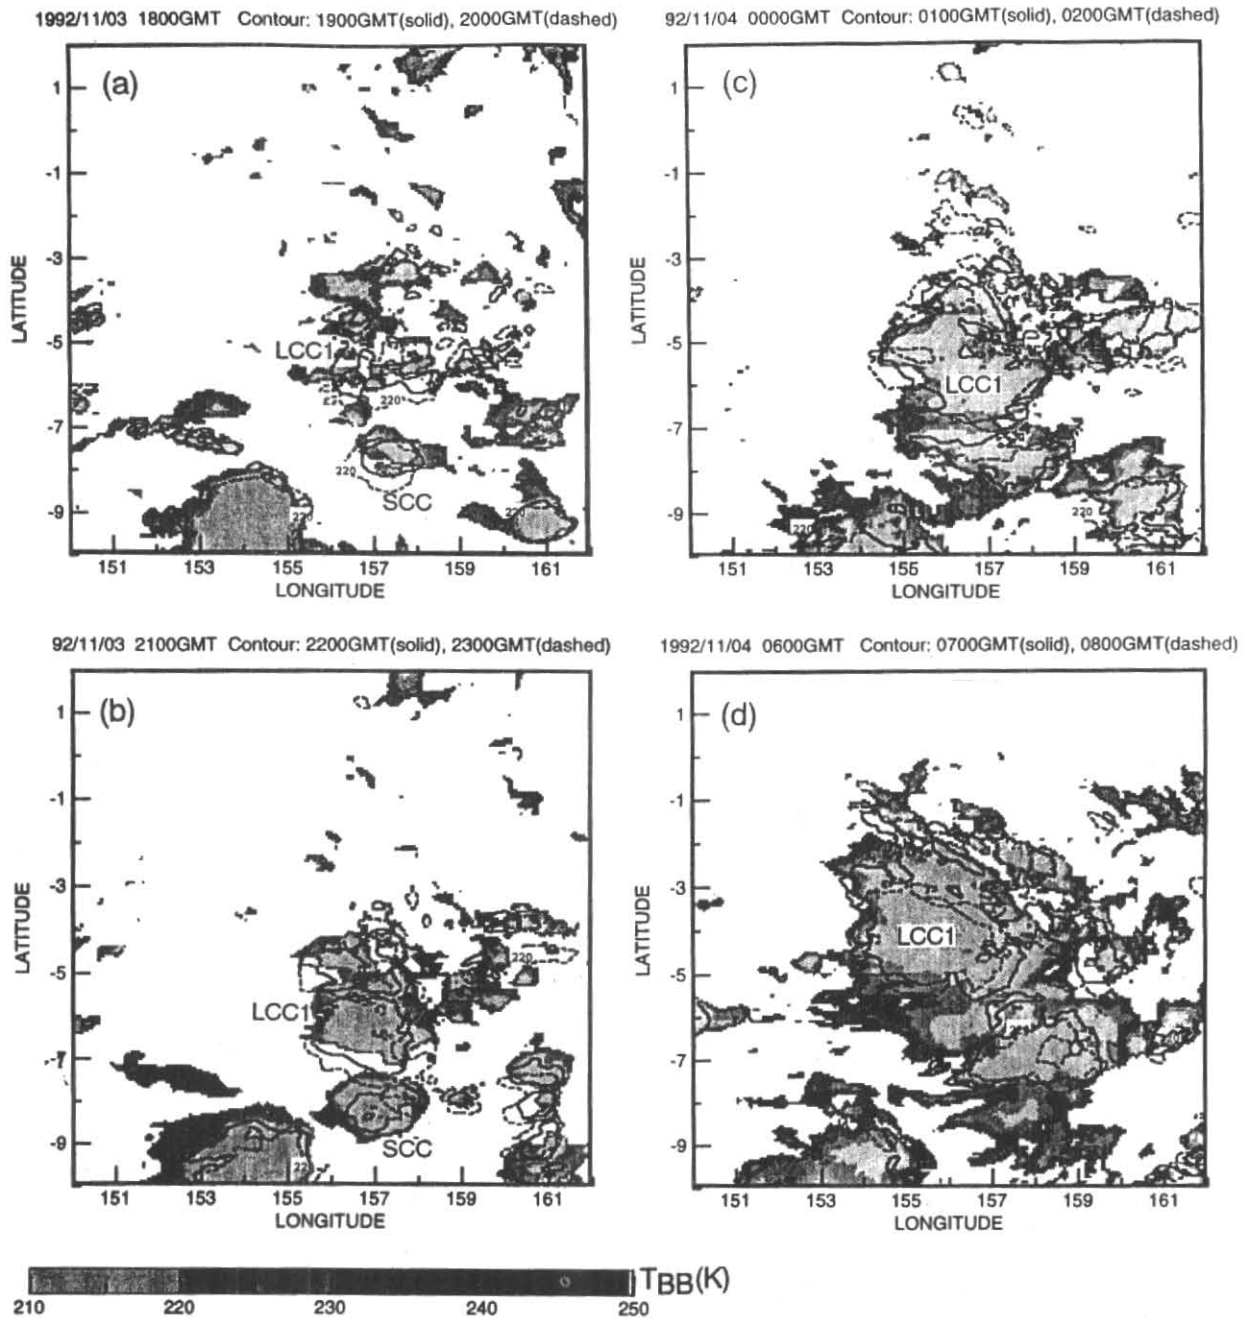 1992/11/03 1800GMT Contour: 1900GMT(solid), 2000GMT(dashed)
(a)
LATITUDE
1
-1
-3
-5
-7
-9
LCC1
220
220
SCC
220
220
151 153 155 157 159 161
LONGITUDE
92/11/04 0000GMT Contour: 0100GMT(solid), 0200GMT(dashed)
(c)
LATITUDE
1
-1
-3
-5
-7
-9
LCC1
220
220
151 153 155 157 159 161
LONGITUDE
92/11/03 2100GMT Contour: 2200GMT(solid), 2300GMT(dashed)
(b)
LATITUDE
1
-1
-3
-5
-7
-9
220
LCC1
SCC
22
151 153 155 157 159 161
LONGITUDE
1992/11/04 0600GMT Contour: 0700GMT(solid), 0800GMT(dashed)
(d)
LATITUDE
1
-1
-3
-5
-7
-9
LCC1
151 153 155 157 159 161
LONGITUDE
TBB(K)
210 220 230 240 250